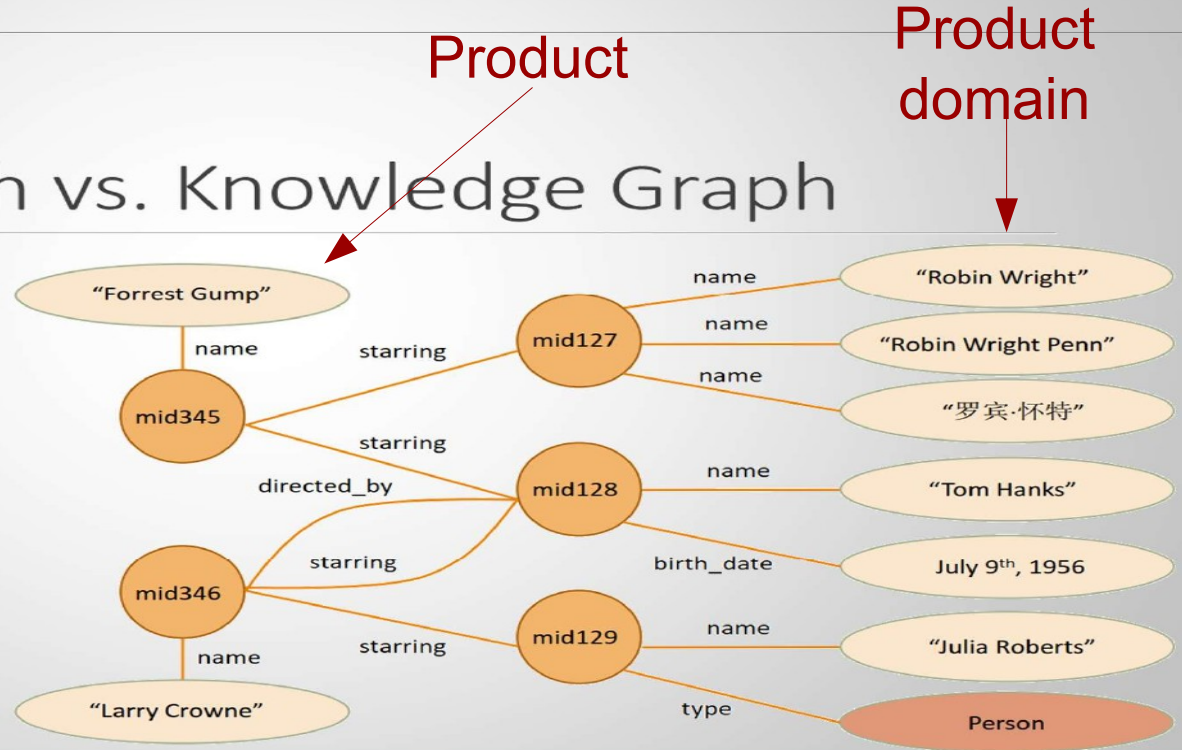 Product
Product
domain
vs. Knowledge Graph
"Forrest Gump"
name
mid345
starring
starring
directed_by
starring
mid346
name
starring
"Larry Crowne"
mid127
name
name
name
mid128
name
birth_date
mid129
name
type
"Robin Wright"
"Robin Wright Penn"
"罗宾·怀特"
"Tom Hanks"
July 9th, 1956
"Julia Roberts"
Person